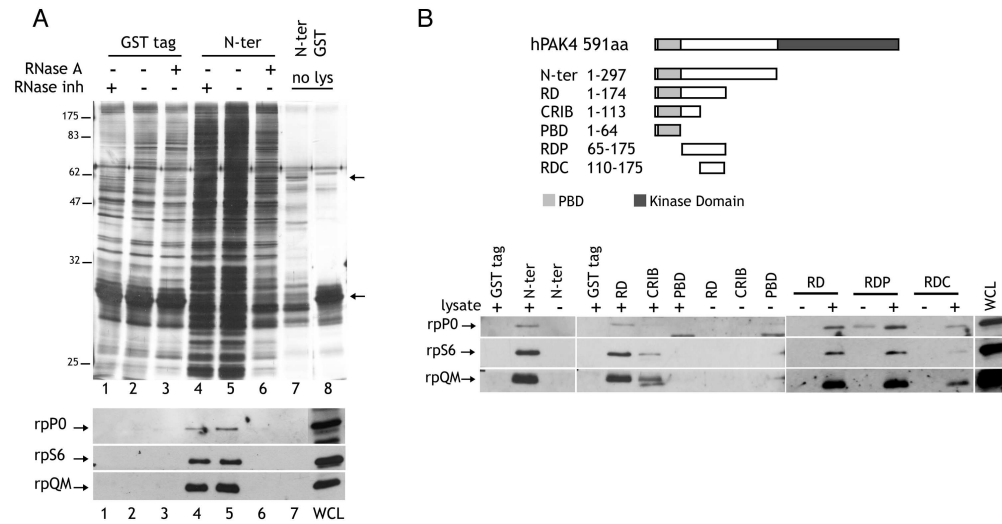 A
GST tag N-ter N-ter GST
RNase A - - + - - + no lys
RNase inh + - - + - -
175
83
62
47
32
25
1 2 3 4 5 6 7 8
rpP0
rpS6
rpQM
1 2 3 4 5 6 7 WCL
B
hPAK4 591aa
N-ter 1-297
RD 1-174
CRIB 1-113
PBD 1-64
RDP 65-175
RDC 110-175
PBD Kinase Domain
GST tag N-ter N-ter GST tag RD CRIB PBD RD CRIB PBD RD RDP RDC WCL
lysate + + - + + + + - - - - + - + - +
rpP0
rpS6
rpQM